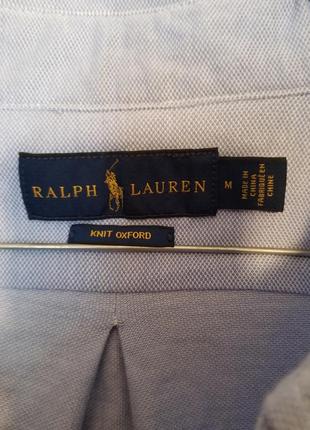 RALPH LAUREN
M
MADE IN
CHINA
FABRIQUÉ EN
CHINE
KNIT OXFORD